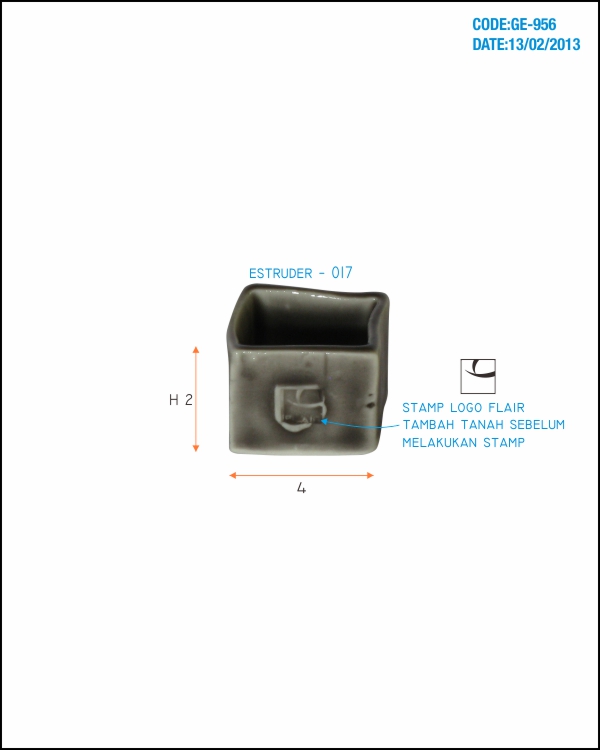 CODE:GE-956
DATE:13/02/2013
ESTRUDER - 017
H 2
STAMP LOGO FLAIR
TAMBAH TANAH SEBELUM
MELAKUKAN STAMP
4